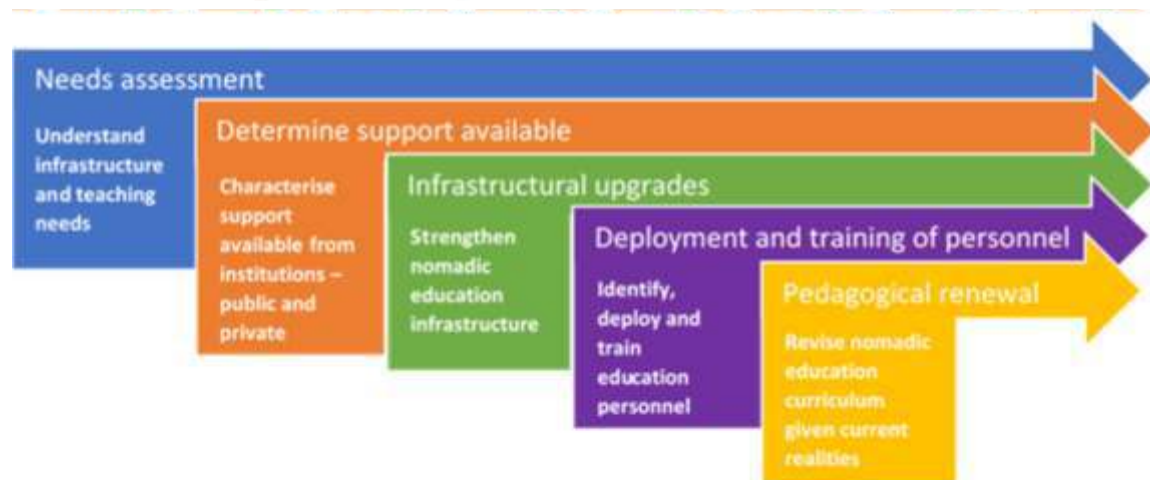 Needs assessment
Understand
infrastructure
and teaching
needs
Determine support available
Characterise
support
available from
institutions –
public and
private
Infrastructural upgrades
Strengthen
nomadic
education
infrastructure
Deployment and training of personnel
Identify,
deploy and
train
education
personnel
Pedagogical renewal
Revise nomadic
education
curriculum
given current
realities